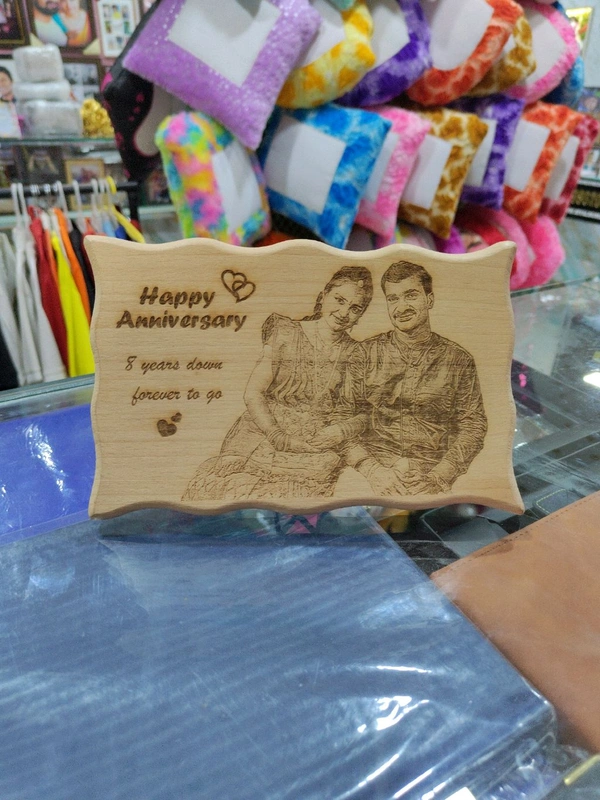 Happy
Anniversary
8 years down
forever to go